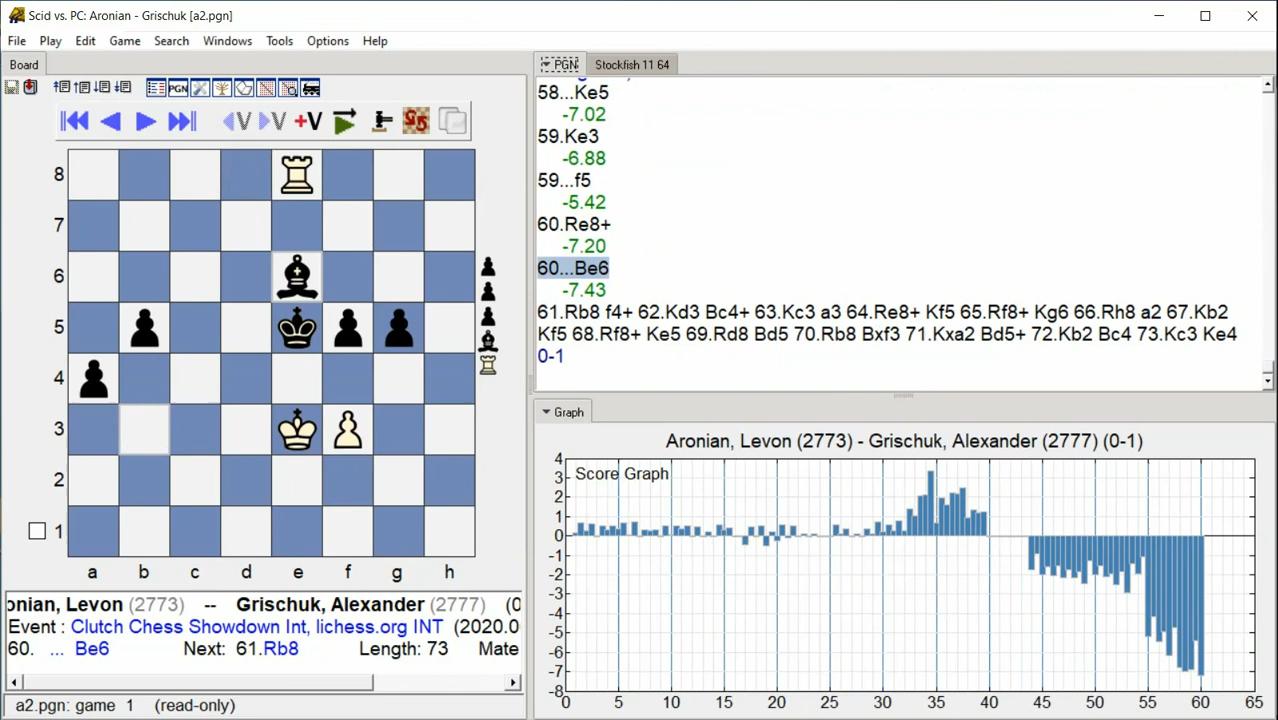 Scid vs. PC: Aronian - Grischuk [a2.pgn]
File Play Edit Game Search Windows Tools Options Help
Board
PGN
V V +V
8
7
6
5
4
3
2
1
a b c d e f g h
onian, Levon (2773) -- Grischuk, Alexander (2777) (0
Event : Clutch Chess Showdown Int, lichess.org INT (2020.0
60. ... Be6 Next: 61.Rb8 Length: 73 Mate
a2.pgn: game 1 (read-only)
PGN Stockfish 11 64
58...Ke5
-7.02
59.Ke3
-6.88
59...f5
-5.42
60.Re8+
-7.20
60...Be6
-7.43
61.Rb8 f4+ 62.Kd3 Bc4+ 63.Kc3 a3 64.Re8+ Kf5 65.Rf8+ Kg6 66.Rh8 a2 67.Kb2
Kf5 68.Rf8+ Ke5 69.Rd8 Bd5 70.Rb8 Bxf3 71.Kxa2 Bd5+ 72.Kb2 Bc4 73.Kc3 Ke4
0-1
Graph
Aronian, Levon (2773) - Grischuk, Alexander (2777) (0-1)
Score Graph
4
3
2
1
0
-1
-2
-3
-4
-5
-6
-7
-8
0 5 10 15 20 25 30 35 40 45 50 55 60 65